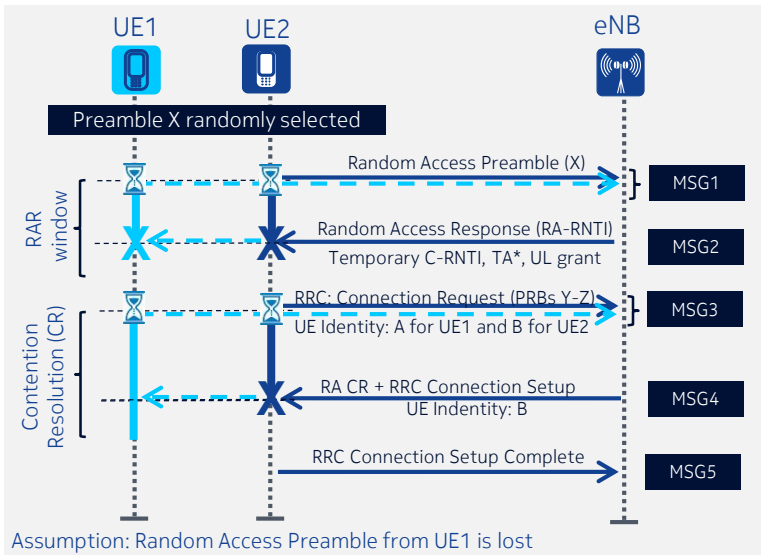 UE1
UE2
eNB
Preamble X randomly selected
Random Access Preamble (X)
MSG1
RAR
window
Random Access Response (RA-RNTI)
Temporary C-RNTI, TA*, UL grant
MSG2
RRC: Connection Request (PRBs Y-Z)
UE Identity: A for UE1 and B for UE2
MSG3
Contention
Resolution (CR)
RA CR + RRC Connection Setup
UE Indentity: B
MSG4
RRC Connection Setup Complete
MSG5
Assumption: Random Access Preamble from UE1 is lost